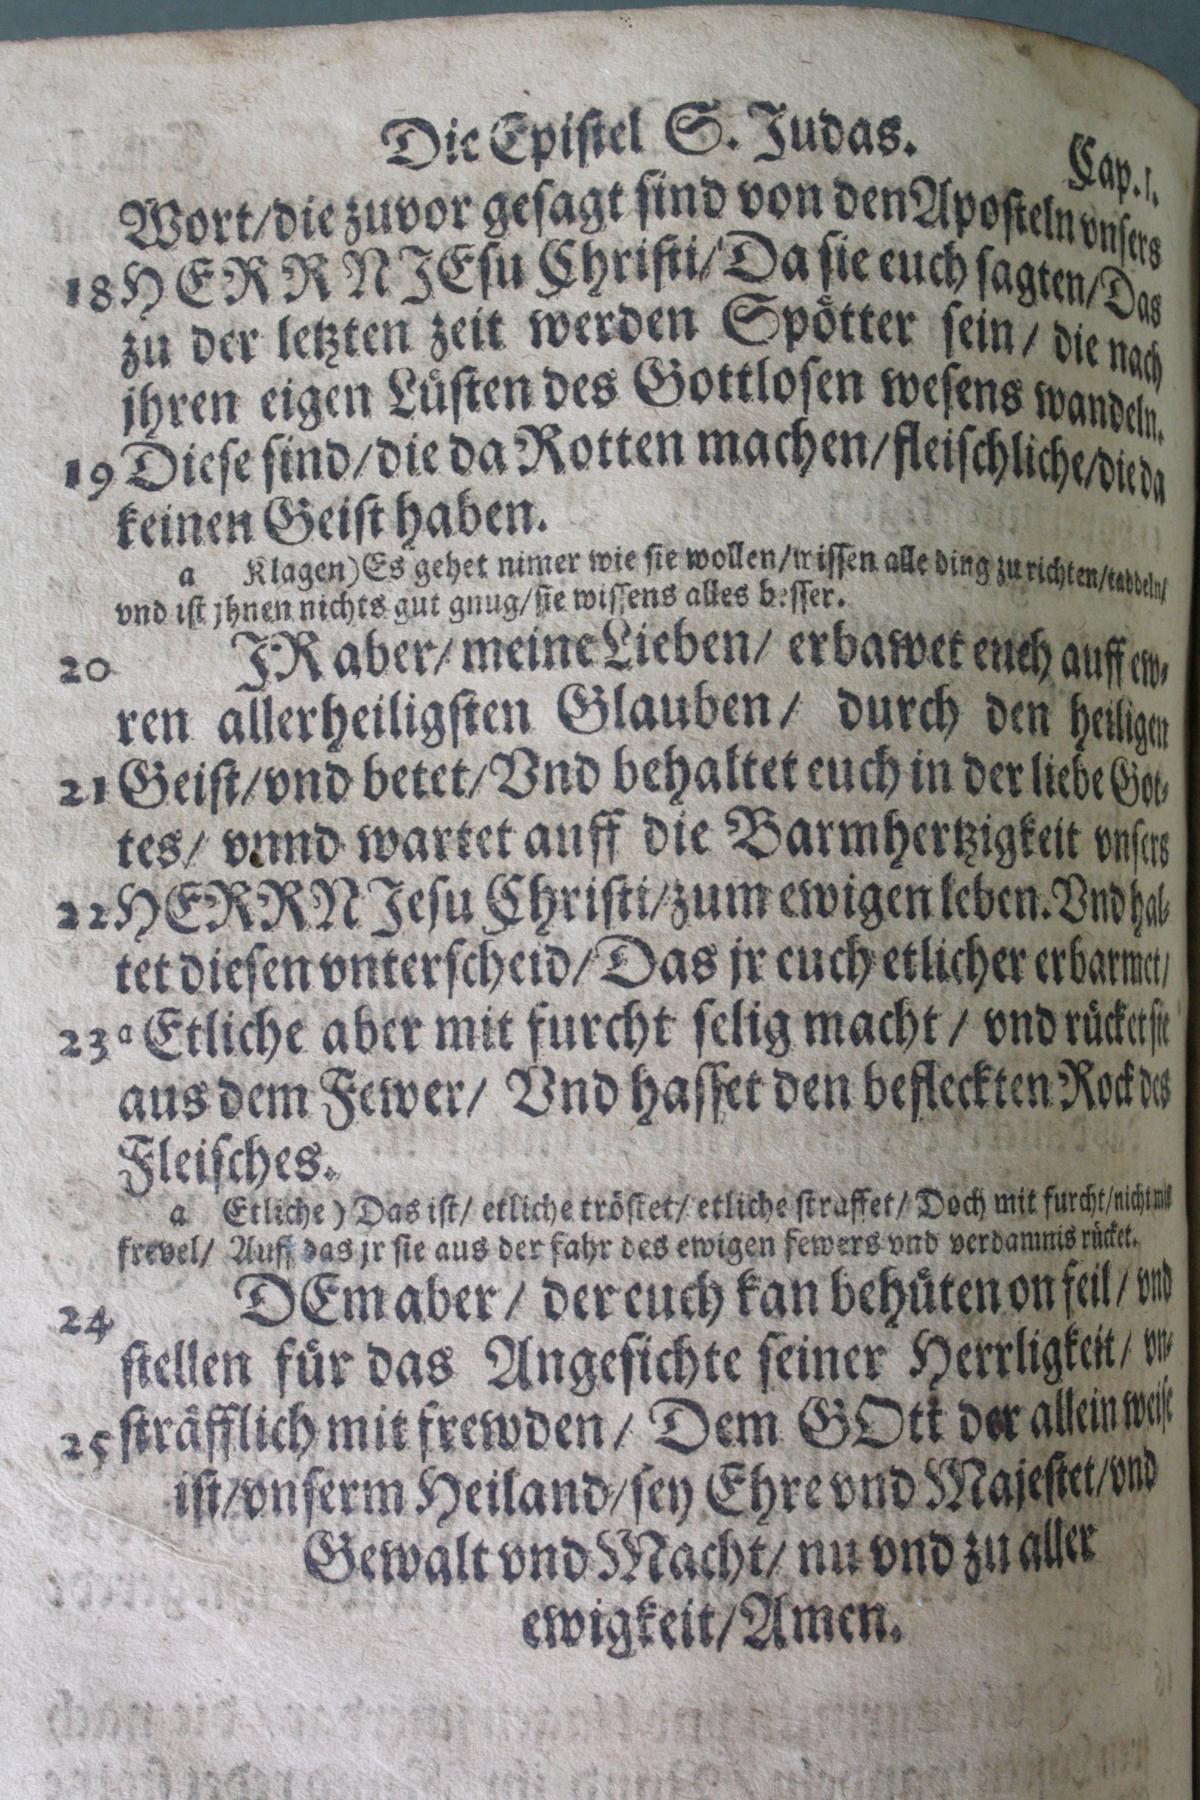 Die Epistel S. Judas.
Cap. 1.
Wort/die zuvor gesagt sind von den Aposteln vnsers
18 HERRN JEsu Christi/ Da sie euch sagten/ Das
zu der letzten zeit werden Spötter sein/ die nach
jhren eigen Lüsten des Gottlosen wesens wandeln.
19 Diese sind/die da Rotten machen/fleischliche/die da
keinen Geist haben.
a Klagen) Es gehet nimer wie sie wollen/wissen alle ding zu richten/taddeln/
vnd ist jhnen nichts gut gnug/sie wissens alles besser.
20 JR aber/ meine Lieben/ erbawet euch auff ew-
ren allerheiligsten Glauben/ durch den heiligen
21 Geist/vnd betet/Vnd behaltet euch in der liebe Got-
tes/ vnnd wartet auff die Barmhertzigkeit vnsers
22 HERRN Jesu Christi/zum ewigen leben. Vnd hal-
tet diesen vnterscheid/ Das jr euch etlicher erbarmet/
23 a Etliche aber mit furcht selig macht/ vnd rücket sie
aus dem Fewer/ Vnd hasset den befleckten Rock des
Fleisches.
a Etliche) Das ist/ etliche tröstet/ etliche straffet/ Doch mit furcht/nicht mit
frevel/ Auff das jr sie aus der fahr des ewigen fewers vnd verdamnis rücket.
24 DEm aber/ der euch kan behüten on feil/ vnd
stellen für das Angesichte seiner Herrligkeit/ vn-
25 sträfflich mit frewden/ Dem GOtt der allein weise
ist/vnserm Heiland/sey Ehre vnd Majestet/vnd
Gewalt vnd Macht/ nu vnd zu aller
ewigkeit/Amen.